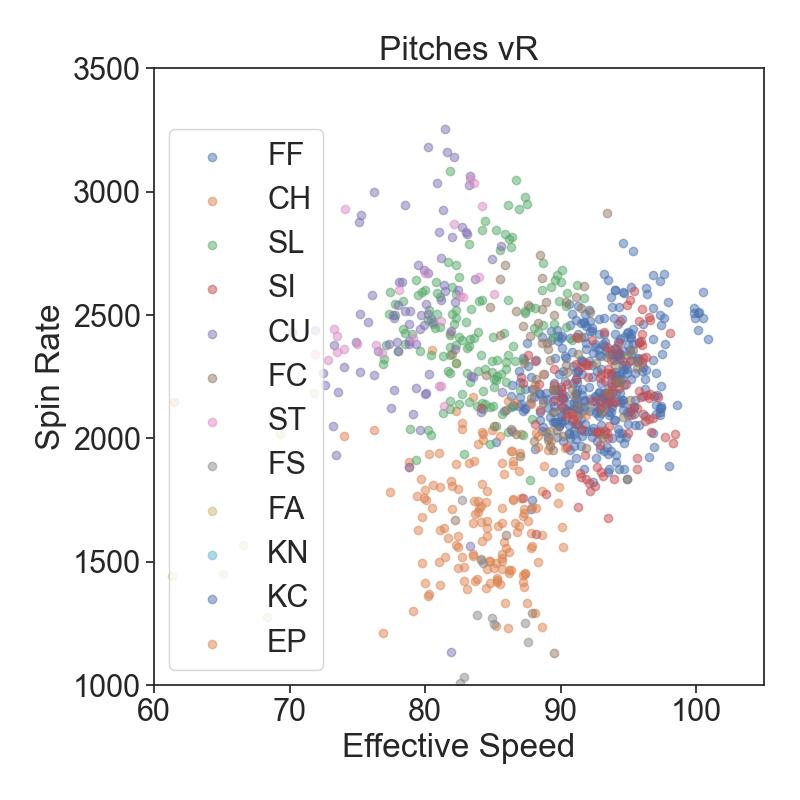 Pitches vR
3500
3000
2500
2000
1500
1000
Spin Rate
FF
CH
SL
SI
CU
FC
ST
FS
FA
KN
KC
EP
60 70 80 90 100
Effective Speed